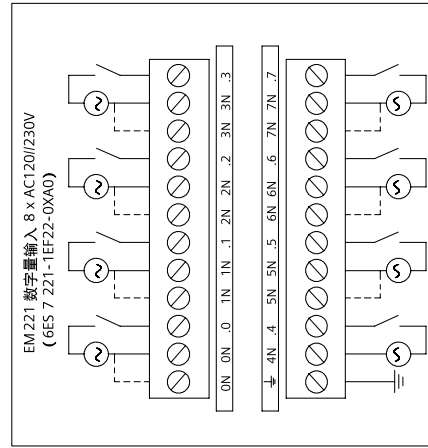 EM 221 数字量输入 8 x AC120//230V
( 6ES 7 221-1EF22-0XA0)
0N 0N .0 1N 1N .1 2N 2N .2 3N 3N .3
⏚ 4N .4 5N 5N .5 6N 6N .6 7N 7N .7